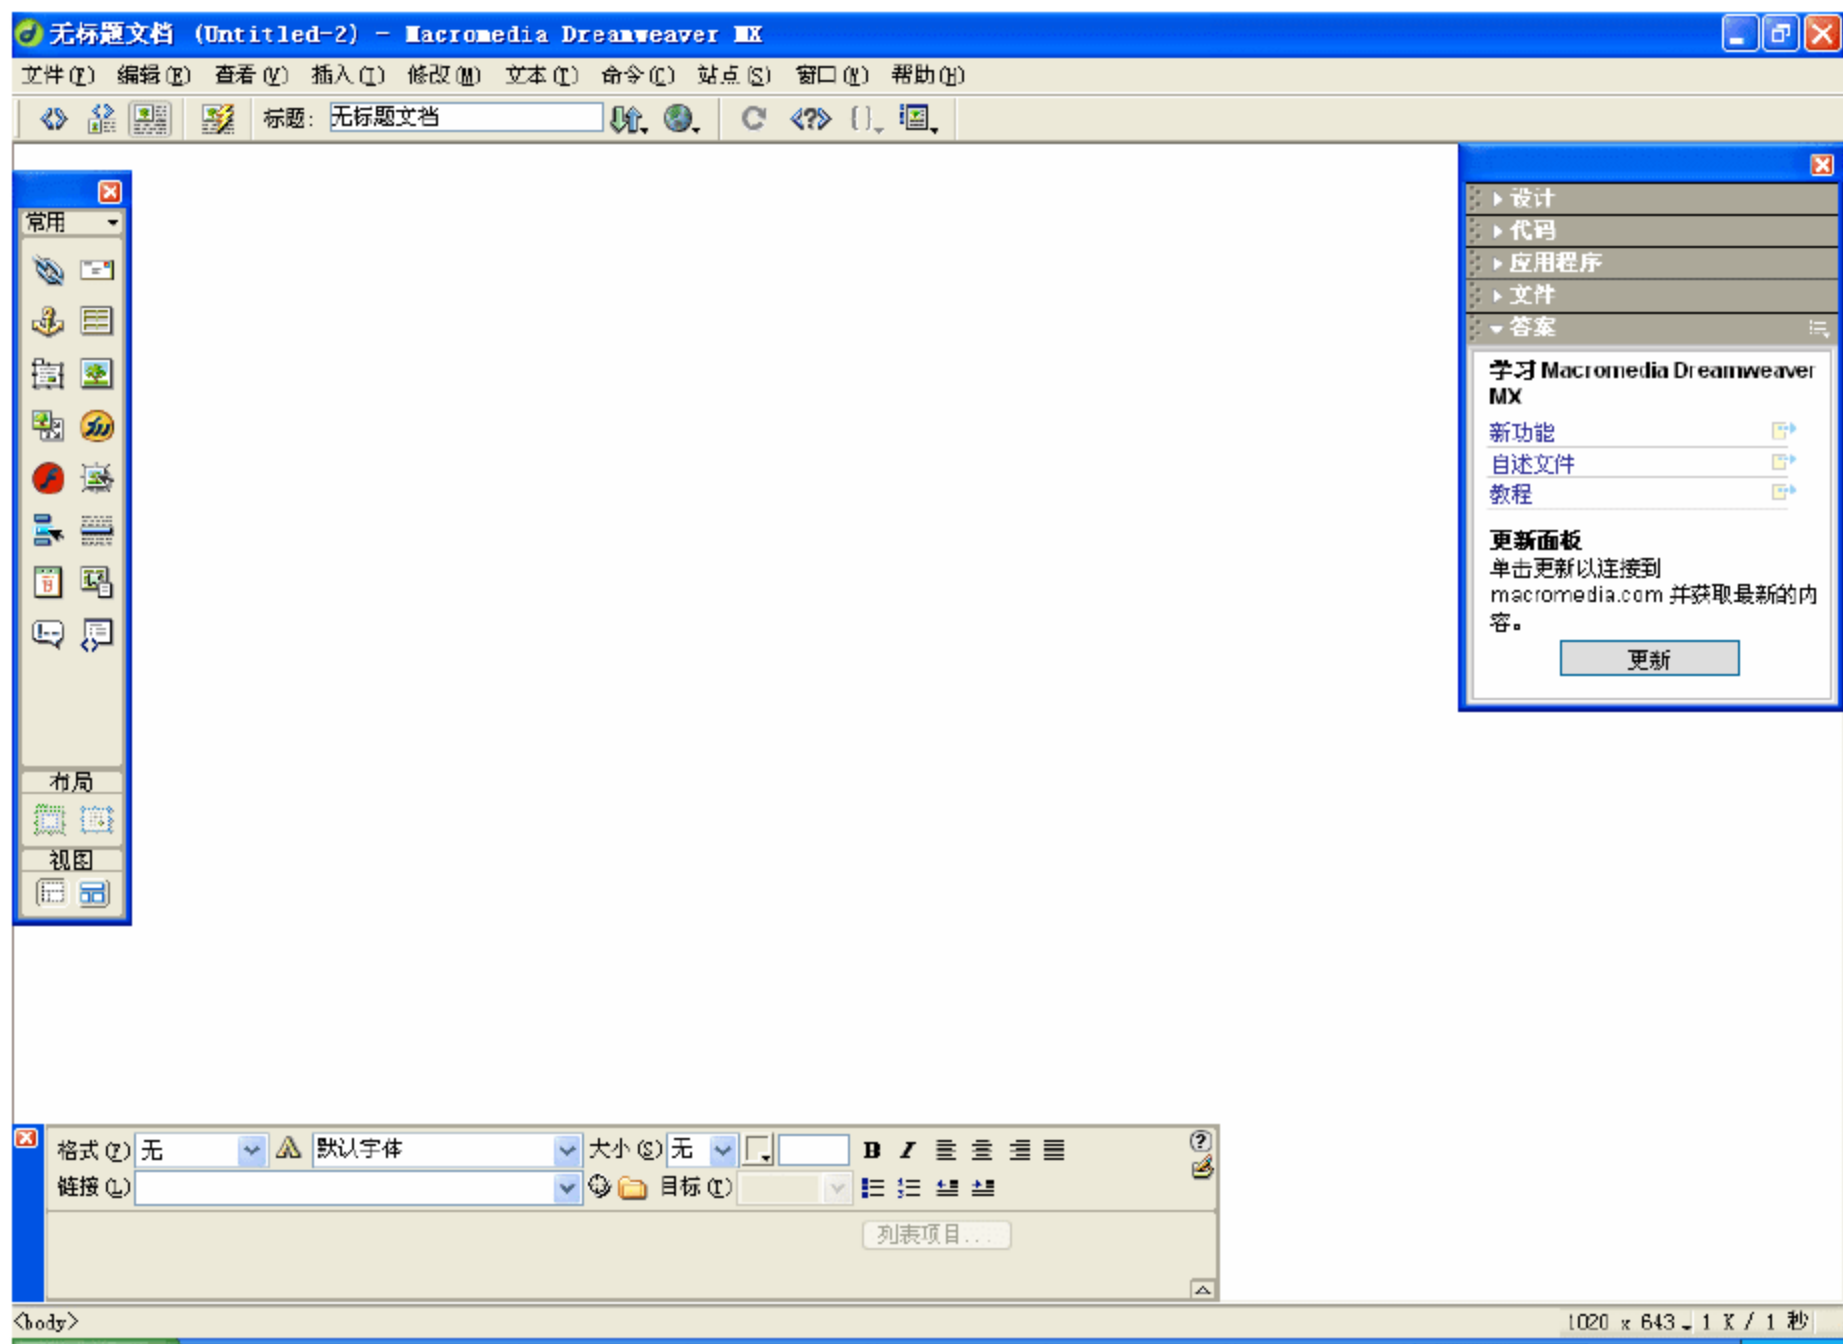 无标题文档 (Untitled-2) - Macromedia Dreamweaver MX
文件(F) 编辑(E) 查看(V) 插入(I) 修改(M) 文本(T) 命令(C) 站点(S) 窗口(W) 帮助(H)
标题: 无标题文档
常用
布局
视图
设计
代码
应用程序
文件
答案
学习 Macromedia Dreamweaver
MX
新功能
自述文件
教程
更新面板
单击更新以连接到
macromedia.com 并获取最新的内
容。
更新
格式(F) 无 默认字体 大小(S) 无 B I
链接(L) 目标(T)
列表项目...
<body>
1020 x 643 1 K / 1 秒